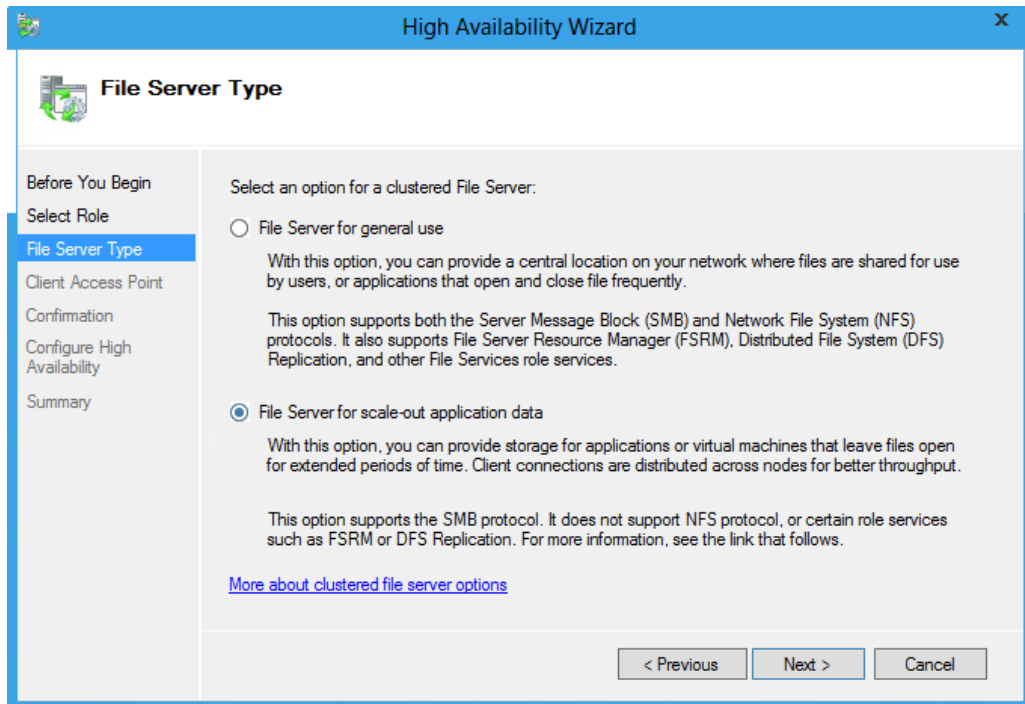 High Availability Wizard
x
File Server Type
Before You Begin
Select Role
File Server Type
Client Access Point
Confirmation
Configure High
Availability
Summary
Select an option for a clustered File Server:
File Server for general use
With this option, you can provide a central location on your network where files are shared for use
by users, or applications that open and close file frequently.
This option supports both the Server Message Block (SMB) and Network File System (NFS)
protocols. It also supports File Server Resource Manager (FSRM), Distributed File System (DFS)
Replication, and other File Services role services.
File Server for scale-out application data
With this option, you can provide storage for applications or virtual machines that leave files open
for extended periods of time. Client connections are distributed across nodes for better throughput.
This option supports the SMB protocol. It does not support NFS protocol, or certain role services
such as FSRM or DFS Replication. For more information, see the link that follows.
More about clustered file server options
< Previous
Next >
Cancel